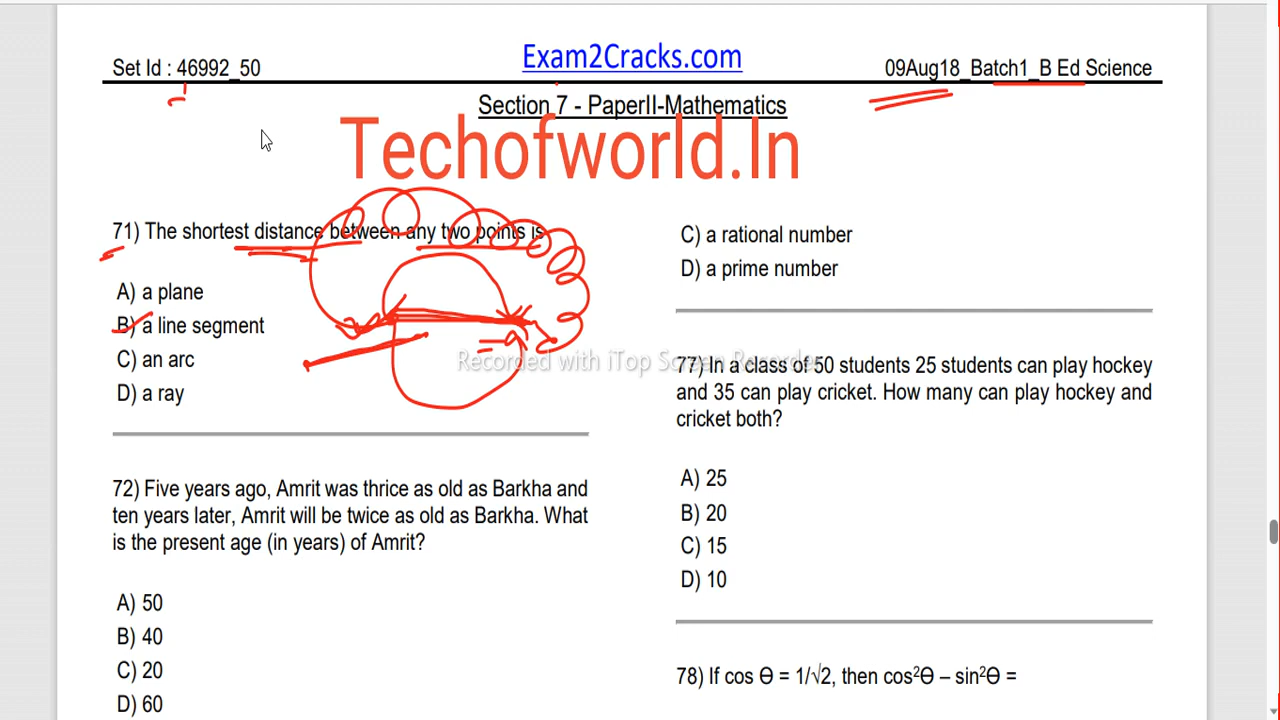 Exam2Cracks.com
Set Id : 46992_50
09Aug18_Batch1_B Ed Science
Section 7 - PaperII-Mathematics
Techofworld.In
71) The shortest distance between any two points is
A) a plane
B) a line segment
C) an arc
D) a ray
72) Five years ago, Amrit was thrice as old as Barkha and
ten years later, Amrit will be twice as old as Barkha. What
is the present age (in years) of Amrit?
A) 50
B) 40
C) 20
D) 60
C) a rational number
D) a prime number
Recorded with iTop Screen Recorder
77) In a class of 50 students 25 students can play hockey
and 35 can play cricket. How many can play hockey and
cricket both?
A) 25
B) 20
C) 15
D) 10
78) If cos Ɵ = 1/√2, then cos²Ɵ – sin²Ɵ =